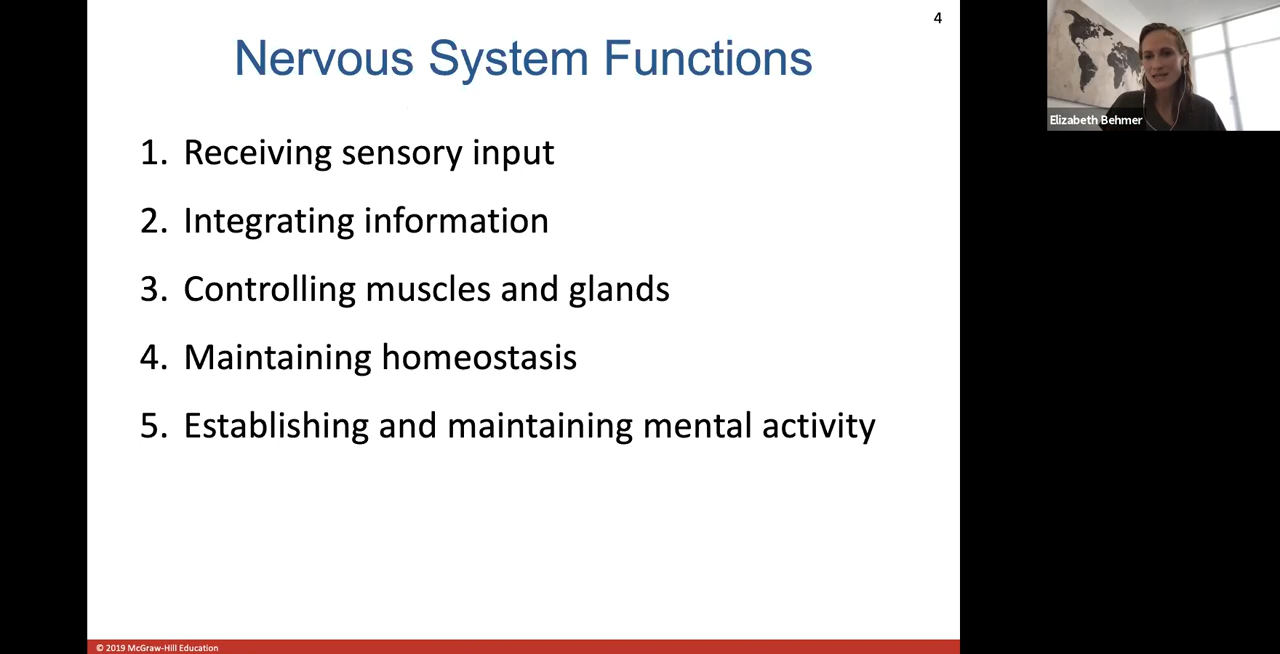 4
Nervous System Functions
1. Receiving sensory input
2. Integrating information
3. Controlling muscles and glands
4. Maintaining homeostasis
5. Establishing and maintaining mental activity
© 2019 McGraw-Hill Education
Elizabeth Behmer